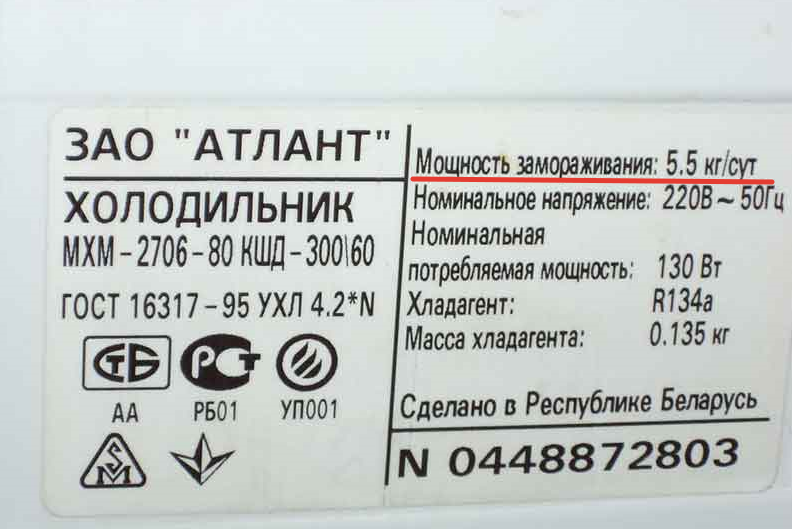 ЗАО "АТЛАНТ"
ХОЛОДИЛЬНИК
МХМ-2706-80 КШД-300\60
ГОСТ 16317-95 УХЛ 4.2*N
СТБ РСТ
АА РБ01 УП001
Мощность замораживания: 5.5 кг/сут
Номинальное напряжение: 220В ~ 50Гц
Номинальная
потребляемая мощность: 130 Вт
Хладагент: R134a
Масса хладагента: 0.135 кг
Сделано в Республике Беларусь
N 0448872803